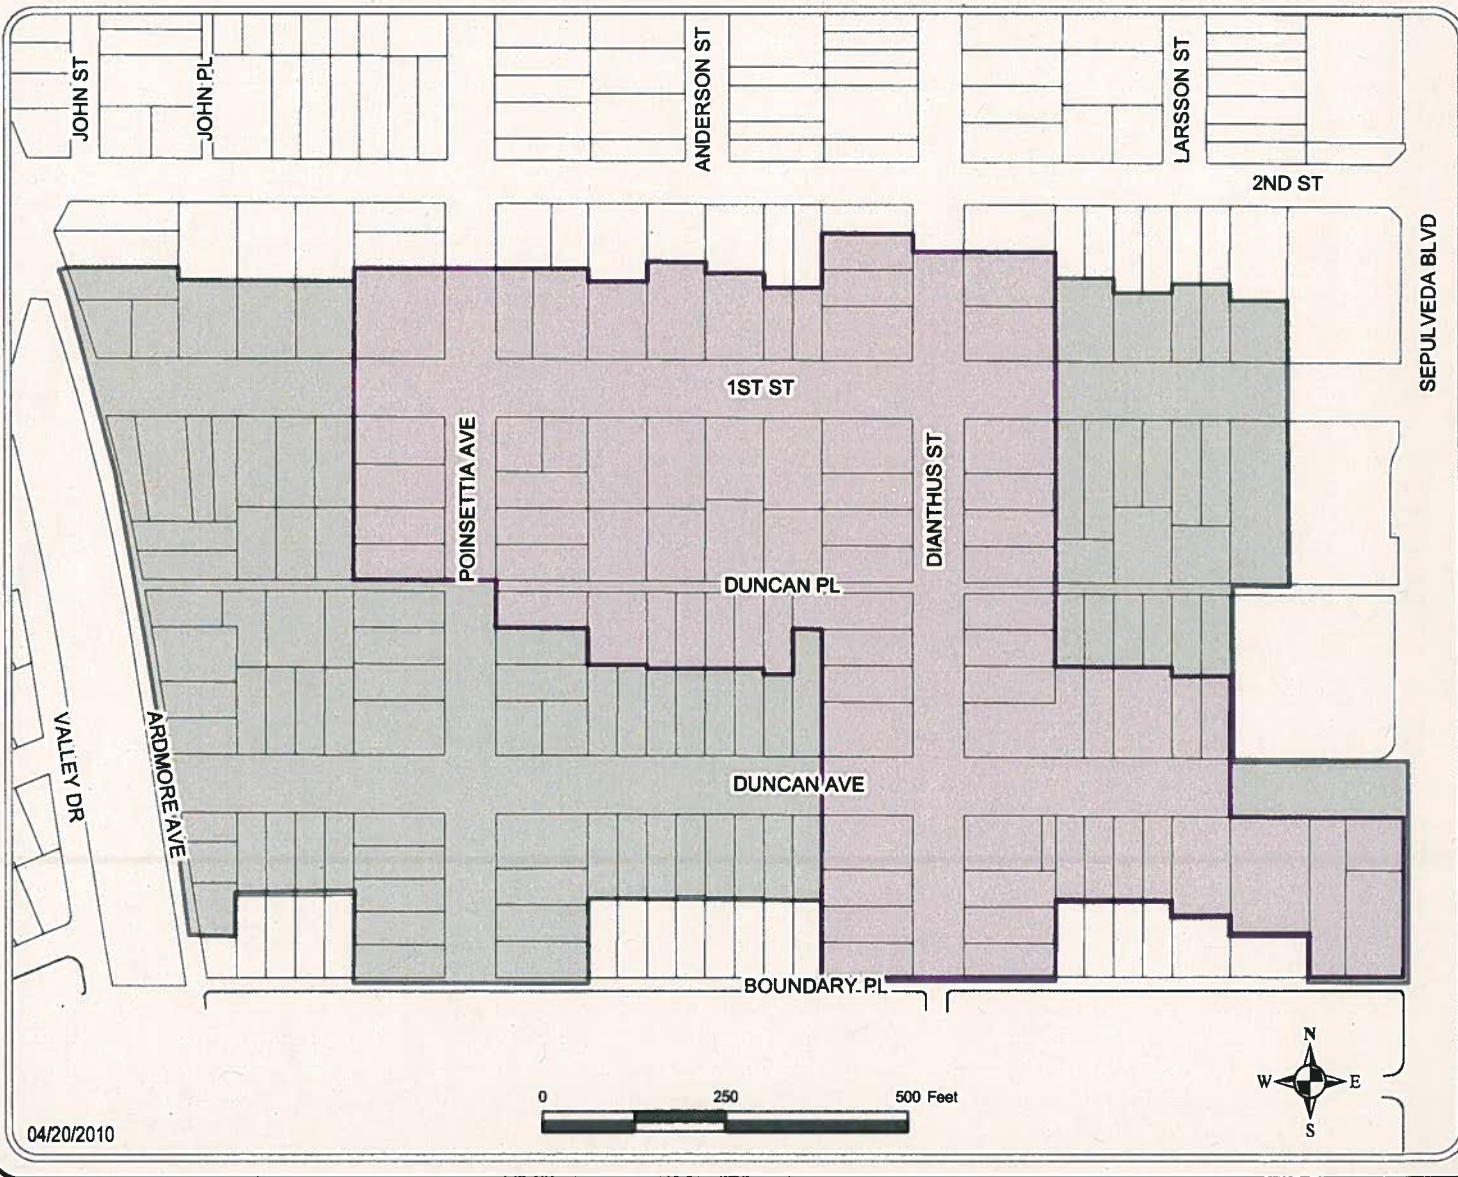 JOHN ST
JOHN PL
ANDERSON ST
LARSSON ST
2ND ST
SEPULVEDA BLVD
1ST ST
POINSETTIA AVE
DIANTHUS ST
DUNCAN PL
VALLEY DR
ARDMORE AVE
DUNCAN AVE
BOUNDARY PL
N
W E
S
0 250 500 Feet
04/20/2010